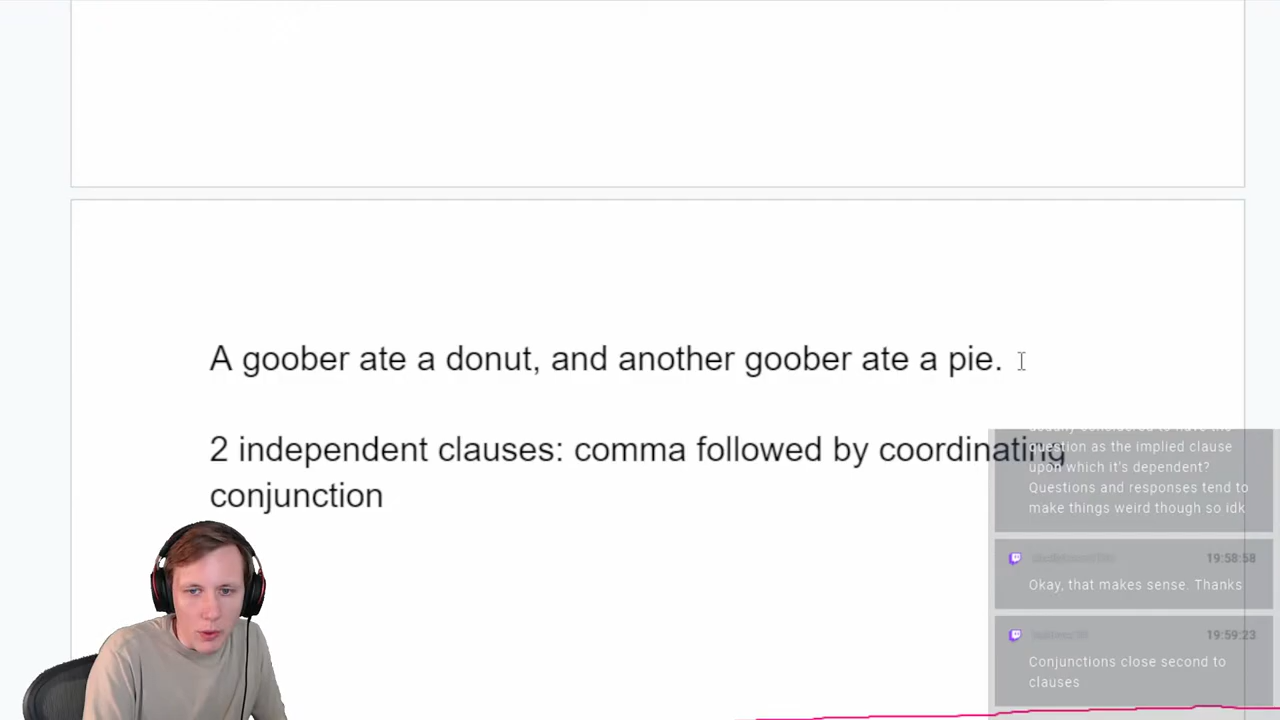 A goober ate a donut, and another goober ate a pie.
2 independent clauses: comma followed by coordinating
conjunction
question as the implied clause
upon which it's dependent?
Questions and responses tend to
make things weird though so idk
19:58:58
Okay, that makes sense. Thanks
19:59:23
Conjunctions close second to
clauses